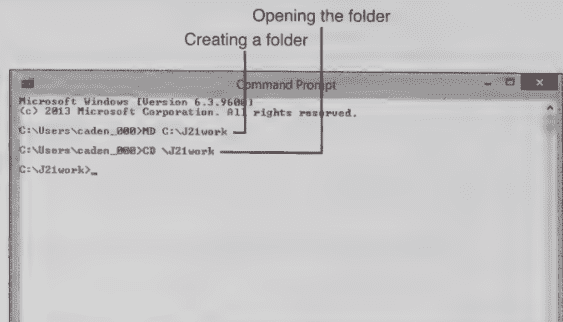 Opening the folder
Creating a folder
Command Prompt
Microsoft Windows [Version 6.3.9600]
(c) 2013 Microsoft Corporation. All rights reserved.
C:\Users\caden_000>MD C:\J21work
C:\Users\caden_000>CD \J21work
C:\J21work>_